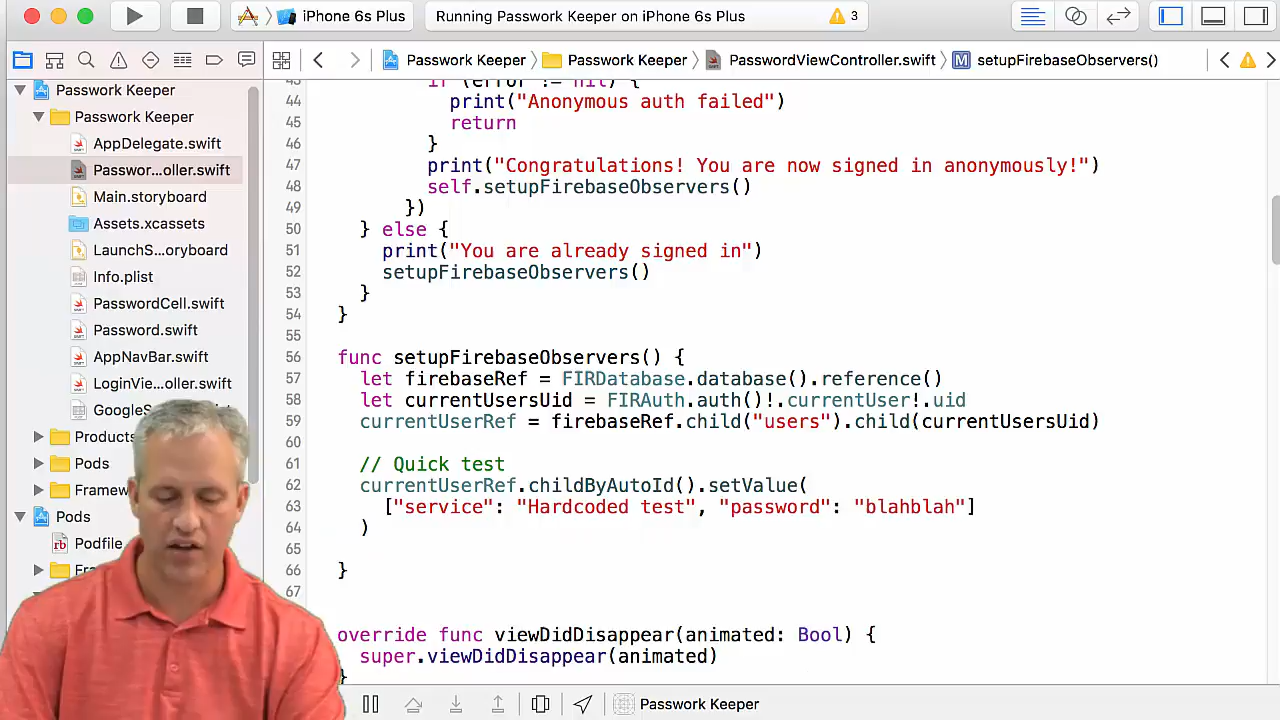 iPhone 6s Plus
Running Passwork Keeper on iPhone 6s Plus
3
Passwork Keeper
Passwork Keeper
PasswordViewController.swift
M
setupFirebaseObservers()
Passwork Keeper
Passwork Keeper
AppDelegate.swift
Passwor...oller.swift
Main.storyboard
Assets.xcassets
LaunchS...oryboard
Info.plist
PasswordCell.swift
Password.swift
AppNavBar.swift
LoginVie...oller.swift
Products
Pods
Pods
rb Podfile
43 if (error != nil) {
44 print("Anonymous auth failed")
45 return
46 }
47 print("Congratulations! You are now signed in anonymously!")
48 self.setupFirebaseObservers()
49 })
50 } else {
51 print("You are already signed in")
52 setupFirebaseObservers()
53 }
54 }
55
56 func setupFirebaseObservers() {
57 let firebaseRef = FIRDatabase.database().reference()
58 let currentUsersUid = FIRAuth.auth()!.currentUser!.uid
59 currentUserRef = firebaseRef.child("users").child(currentUsersUid)
60
61 // Quick test
62 currentUserRef.childByAutoId().setValue(
63 ["service": "Hardcoded test", "password": "blahblah"]
64 )
65
66 }
67
override func viewDidDisappear(animated: Bool) {
super.viewDidDisappear(animated)
}
Passwork Keeper